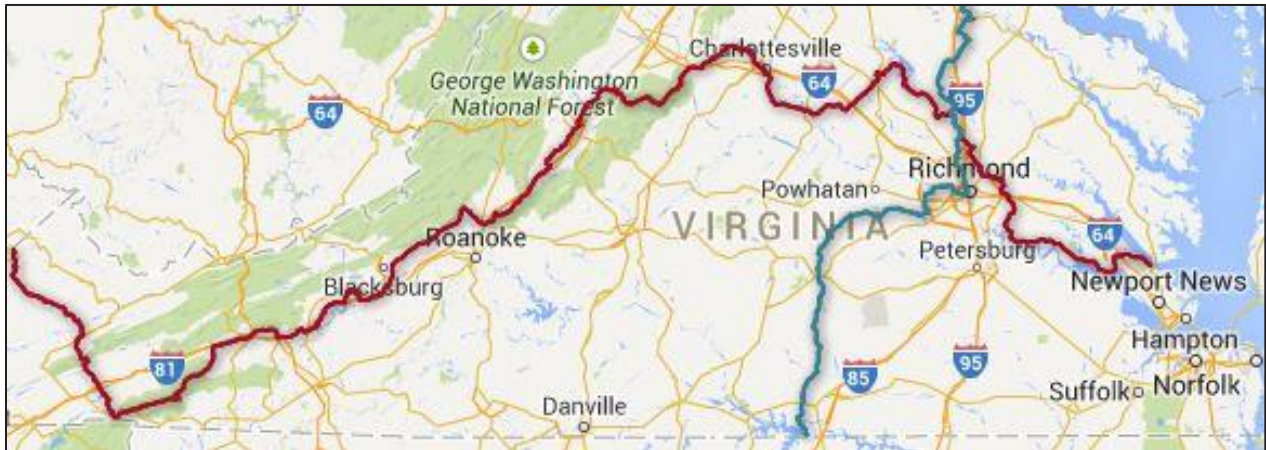 Charlottesville
George Washington
National Forest
64
64
95
Richmond
Powhatan
VIRGINIA
64
Roanoke
Petersburg
Blacksburg
Newport News
Hampton
81
85
95
Suffolk
Norfolk
Danville